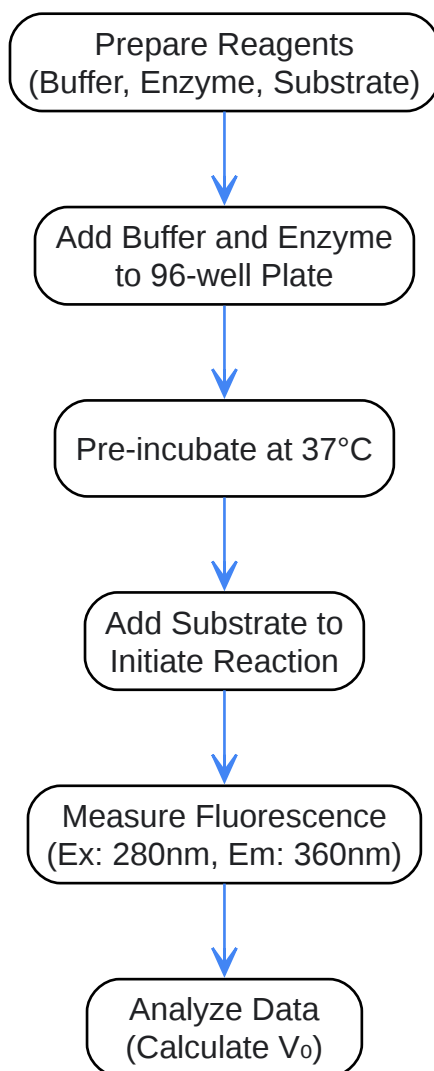 Prepare Reagents
(Buffer, Enzyme, Substrate)
Add Buffer and Enzyme
to 96-well Plate
Pre-incubate at 37°C
Add Substrate to
Initiate Reaction
Measure Fluorescence
(Ex: 280nm, Em: 360nm)
Analyze Data
(Calculate V₀)